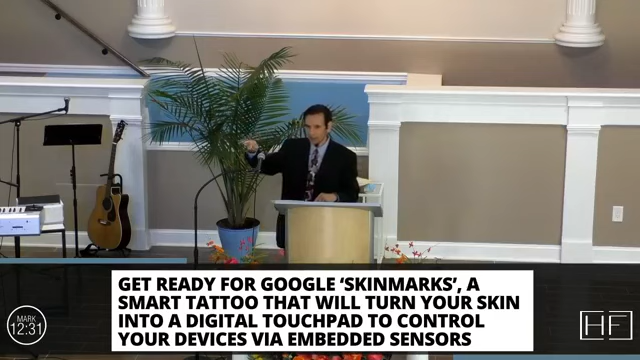 GET READY FOR GOOGLE ‘SKINMARKS’, A
SMART TATTOO THAT WILL TURN YOUR SKIN
INTO A DIGITAL TOUCHPAD TO CONTROL
YOUR DEVICES VIA EMBEDDED SENSORS
MARK
12:31
HF